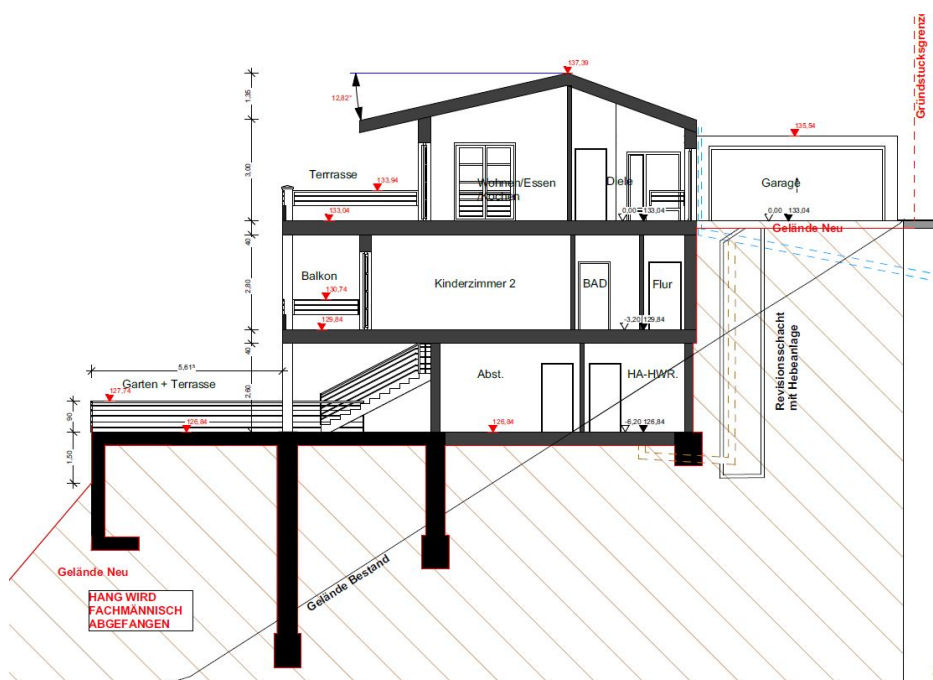 Gründstucksgrenze
137,39
12,82°
1,35
135,54
Terrrasse
133,94
3,00
Wohnen/Essen
/Kochen
Diele
Garage
133,04
0,00
133,04
0,00
133,04
Gelände Neu
40
Balkon
130,74
Kinderzimmer 2
BAD
Flur
2,80
129,84
-3,20
129,84
40
5,61⁵
Garten + Terrasse
Abst.
HA-HWR.
127,74
2,60
90
126,84
126,84
-6,20
126,84
1,50
Revisionsschacht
mit Hebeanlage
Gelände Bestand
Gelände Neu
HANG WIRD
FACHMÄNNISCH
ABGEFANGEN